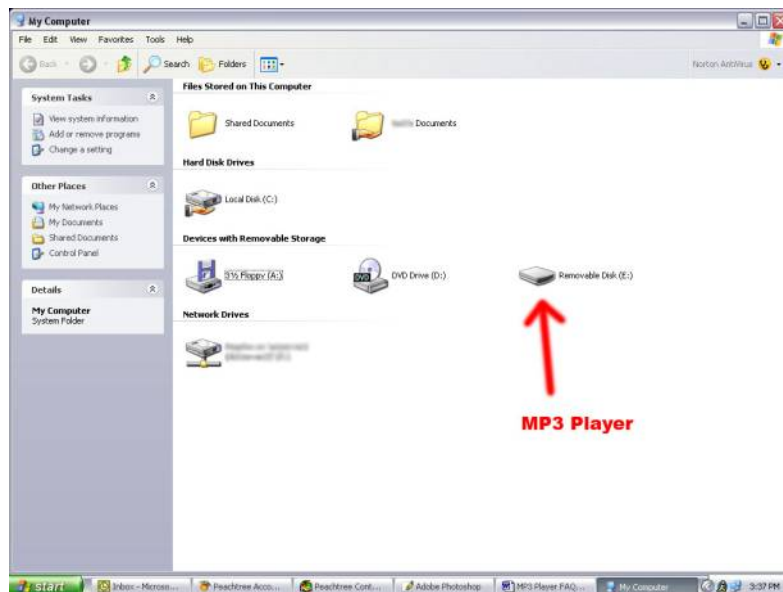 My Computer
File Edit View Favorites Tools Help
Back Search Folders Norton AntiVirus
System Tasks
View system information
Add or remove programs
Change a setting
Other Places
My Network Places
My Documents
Shared Documents
Control Panel
Details
My Computer
System Folder
Files Stored on This Computer
Shared Documents
Documents
Hard Disk Drives
Local Disk (C:)
Devices with Removable Storage
3½ Floppy (A:)
DVD Drive (D:)
Removable Disk (E:)
Network Drives
MP3 Player
start Inbox - Microso... Peachtree Acco... Peachtree Cont... Adobe Photoshop MP3 Player FAQ... My Computer 3:37 PM